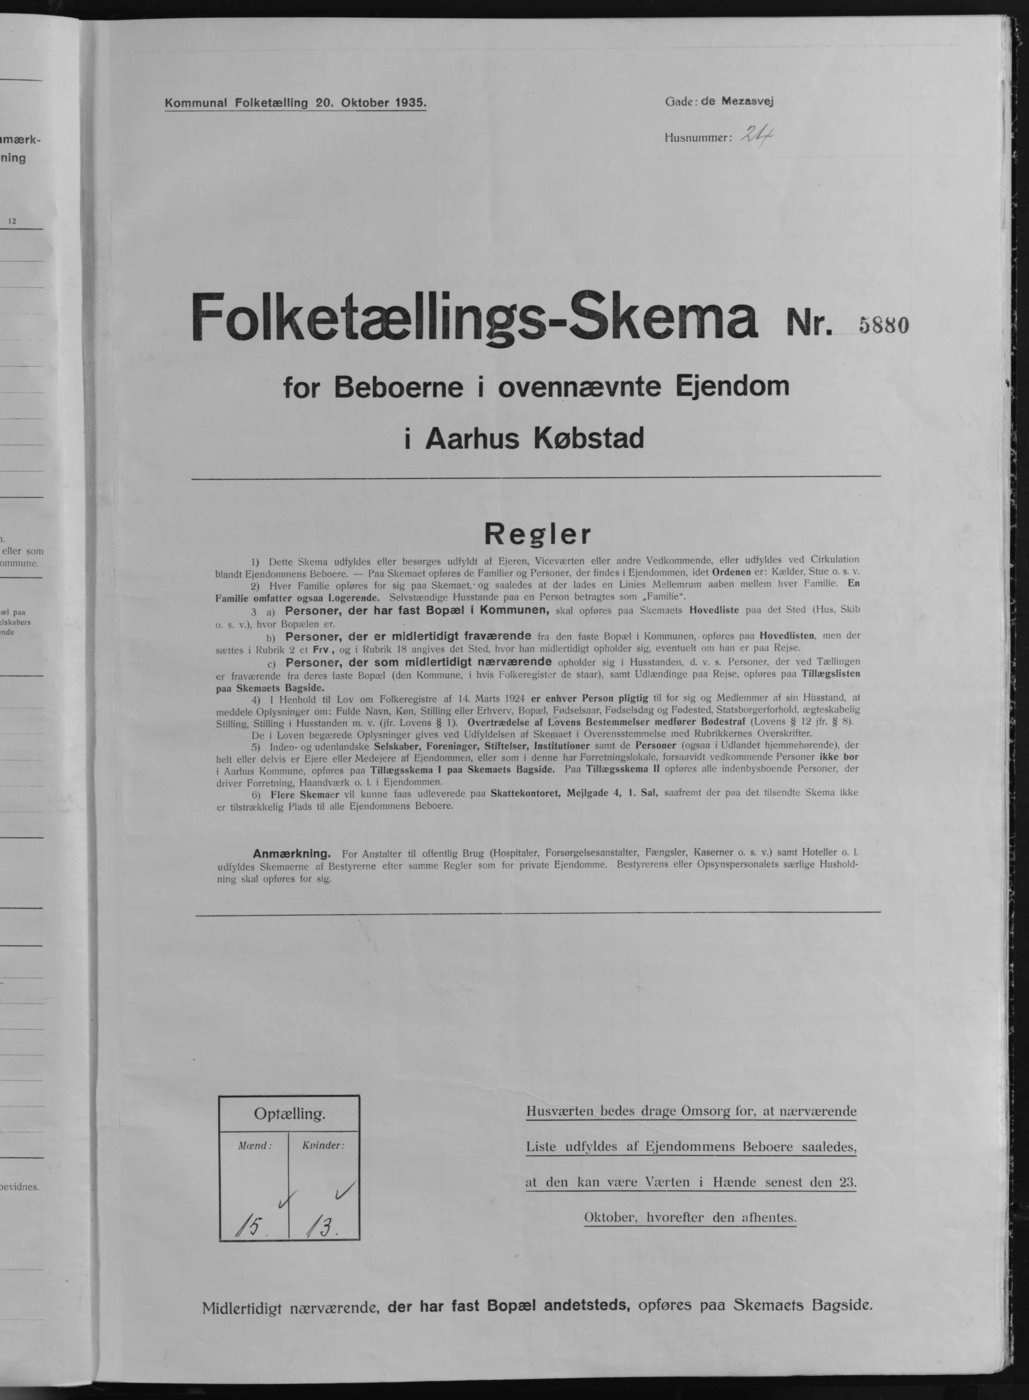 Kommunal Folketælling 20. Oktober 1935.
Gade: de Mezasvej
Husnummer: 24
Folketællings-Skema Nr. 5880
for Beboerne i ovennævnte Ejendom
i Aarhus Købstad
Regler
1) Dette Skema udfyldes eller besørges udfyldt af Ejeren, Viceværten eller andre Vedkommende, eller udfyldes ved Cirkulation
blandt Ejendommens Beboere. — Paa Skemaet opføres de Familier og Personer, der findes i Ejendommen, idet Ordenen er: Kælder, Stue o. s. v.
2) Hver Familie opføres for sig paa Skemaet, og saaledes at der lades en Linies Mellemrum aaben mellem hver Familie. En
Familie omfatter ogsaa Logerende. Selvstændige Husstande paa en Person betragtes som „Familie“.
3 a) Personer, der har fast Bopæl i Kommunen, skal opføres paa Skemaets Hovedliste paa det Sted (Hus, Skib
o. s. v.), hvor Bopælen er.
b) Personer, der er midlertidigt fraværende fra den faste Bopæl i Kommunen, opføres paa Hovedlisten, men der
sættes i Rubrik 2 et Frv, og i Rubrik 18 angives det Sted, hvor han midlertidigt opholder sig, eventuelt om han er paa Rejse.
c) Personer, der som midlertidigt nærværende opholder sig i Husstanden, d. v. s. Personer, der ved Tællingen
er fraværende fra deres faste Bopæl (den Kommune, i hvis Folkeregister de staar), samt Udlændinge paa Rejse, opføres paa Tillægslisten
paa Skemaets Bagside.
4) I Henhold til Lov om Folkeregistre af 14. Marts 1924 er enhver Person pligtig til for sig og Medlemmer af sin Husstand, at
meddele Oplysninger om: Fulde Navn, Køn, Stilling eller Erhverv, Bopæl, Fødselsaar, Fødselsdag og Fødested, Statsborgerforhold, ægteskabelig
Stilling, Stilling i Husstanden m. v. (jfr. Lovens § 1). Overtrædelse af Lovens Bestemmelser medfører Bødestraf (Lovens § 12 jfr. § 8).
De i Loven begærede Oplysninger gives ved Udfyldelsen af Skemaet i Overensstemmelse med Rubrikkernes Overskrifter.
5) Inden- og udenlandske Selskaber, Foreninger, Stiftelser, Institutioner samt de Personer (ogsaa i Udlandet hjemmehørende), der
helt eller delvis er Ejere eller Medejere af Ejendommen, eller som i denne har Forretningslokale, forsaavidt vedkommende Personer ikke bor
i Aarhus Kommune, opføres paa Tillægsskema I paa Skemaets Bagside. Paa Tillægsskema II opføres alle indenbysboende Personer, der
driver Forretning, Haandværk o. l. i Ejendommen.
6) Flere Skemaer vil kunne faas udleverede paa Skattekontoret, Mejlgade 4, 1. Sal, saafremt der paa det tilsendte Skema ikke
er tilstrækkelig Plads til alle Ejendommens Beboere.
Anmærkning. For Anstalter til offentlig Brug (Hospitaler, Forsørgelsesanstalter, Fængsler, Kaserner o. s. v.) samt Hoteller o. l.
udfyldes Skemaerne af Bestyrerne efter samme Regler som for private Ejendomme. Bestyrerens eller Opsynspersonalets særlige Hushold-
ning skal opføres for sig.
Optælling.
Mænd: Kvinder:
15. 13.
Husværten bedes drage Omsorg for, at nærværende
Liste udfyldes af Ejendommens Beboere saaledes,
at den kan være Værten i Hænde senest den 23.
Oktober, hvorefter den afhentes.
Midlertidigt nærværende, der har fast Bopæl andetsteds, opføres paa Skemaets Bagside.
mærk-
ning
12
eller som
ommune.
æl paa
elskabers
ende
bevidnes.